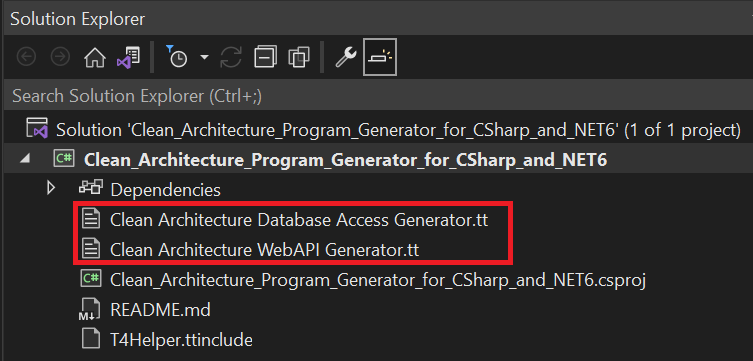 Solution Explorer
Search Solution Explorer (Ctrl+;)
Solution 'Clean_Architecture_Program_Generator_for_CSharp_and_NET6' (1 of 1 project)
C# Clean_Architecture_Program_Generator_for_CSharp_and_NET6
Dependencies
Clean Architecture Database Access Generator.tt
Clean Architecture WebAPI Generator.tt
C# Clean_Architecture_Program_Generator_for_CSharp_and_NET6.csproj
M README.md
T4Helper.ttinclude